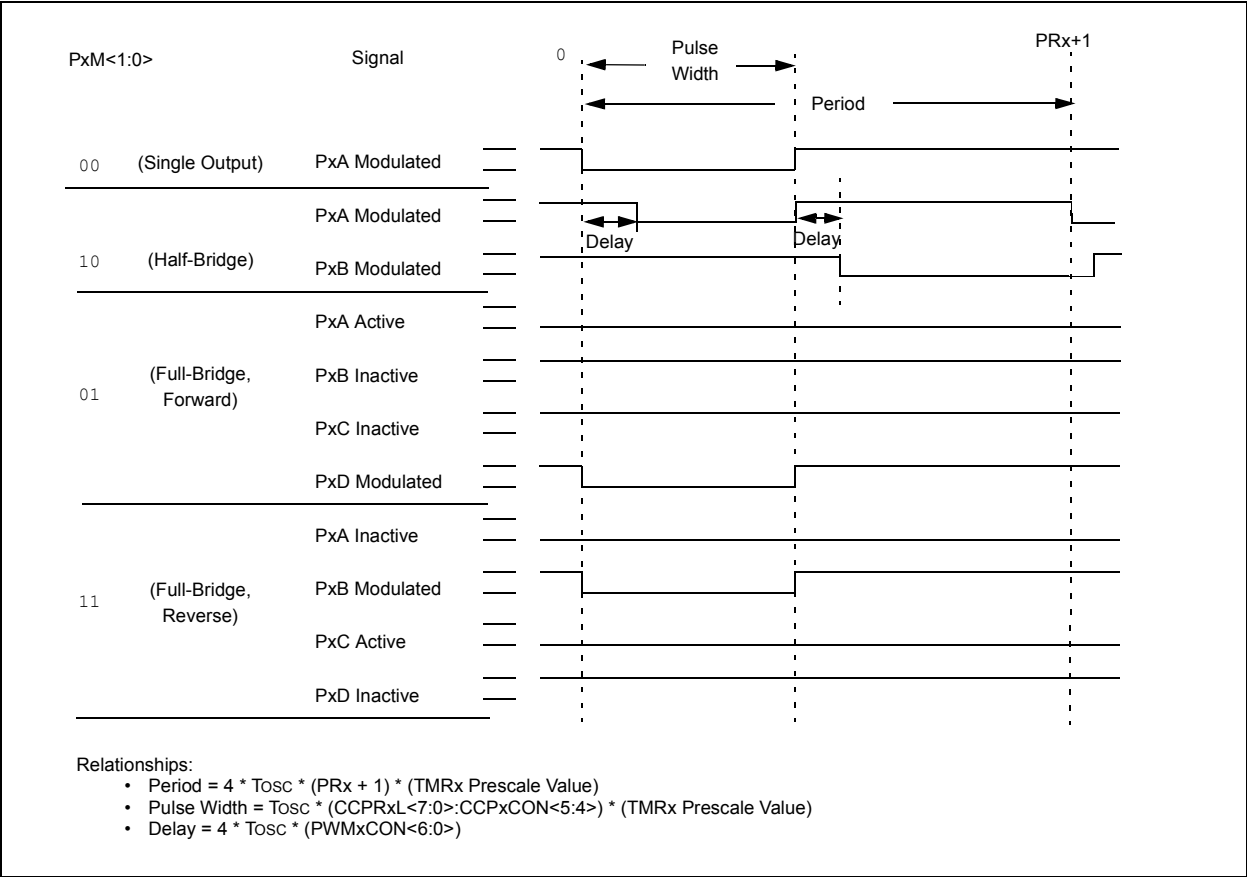 PxM<1:0>
Signal
0
Pulse
Width
PRx+1
Period
00
(Single Output)
PxA Modulated
PxA Modulated
Delay
Delay
10
(Half-Bridge)
PxB Modulated
PxA Active
(Full-Bridge,
Forward)
PxB Inactive
01
PxC Inactive
PxD Modulated
PxA Inactive
(Full-Bridge,
Reverse)
PxB Modulated
11
PxC Active
PxD Inactive
Relationships:
• Period = 4 * TOSC * (PRx + 1) * (TMRx Prescale Value)
• Pulse Width = TOSC * (CCPRxL<7:0>:CCPxCON<5:4>) * (TMRx Prescale Value)
• Delay = 4 * TOSC * (PWMxCON<6:0>)